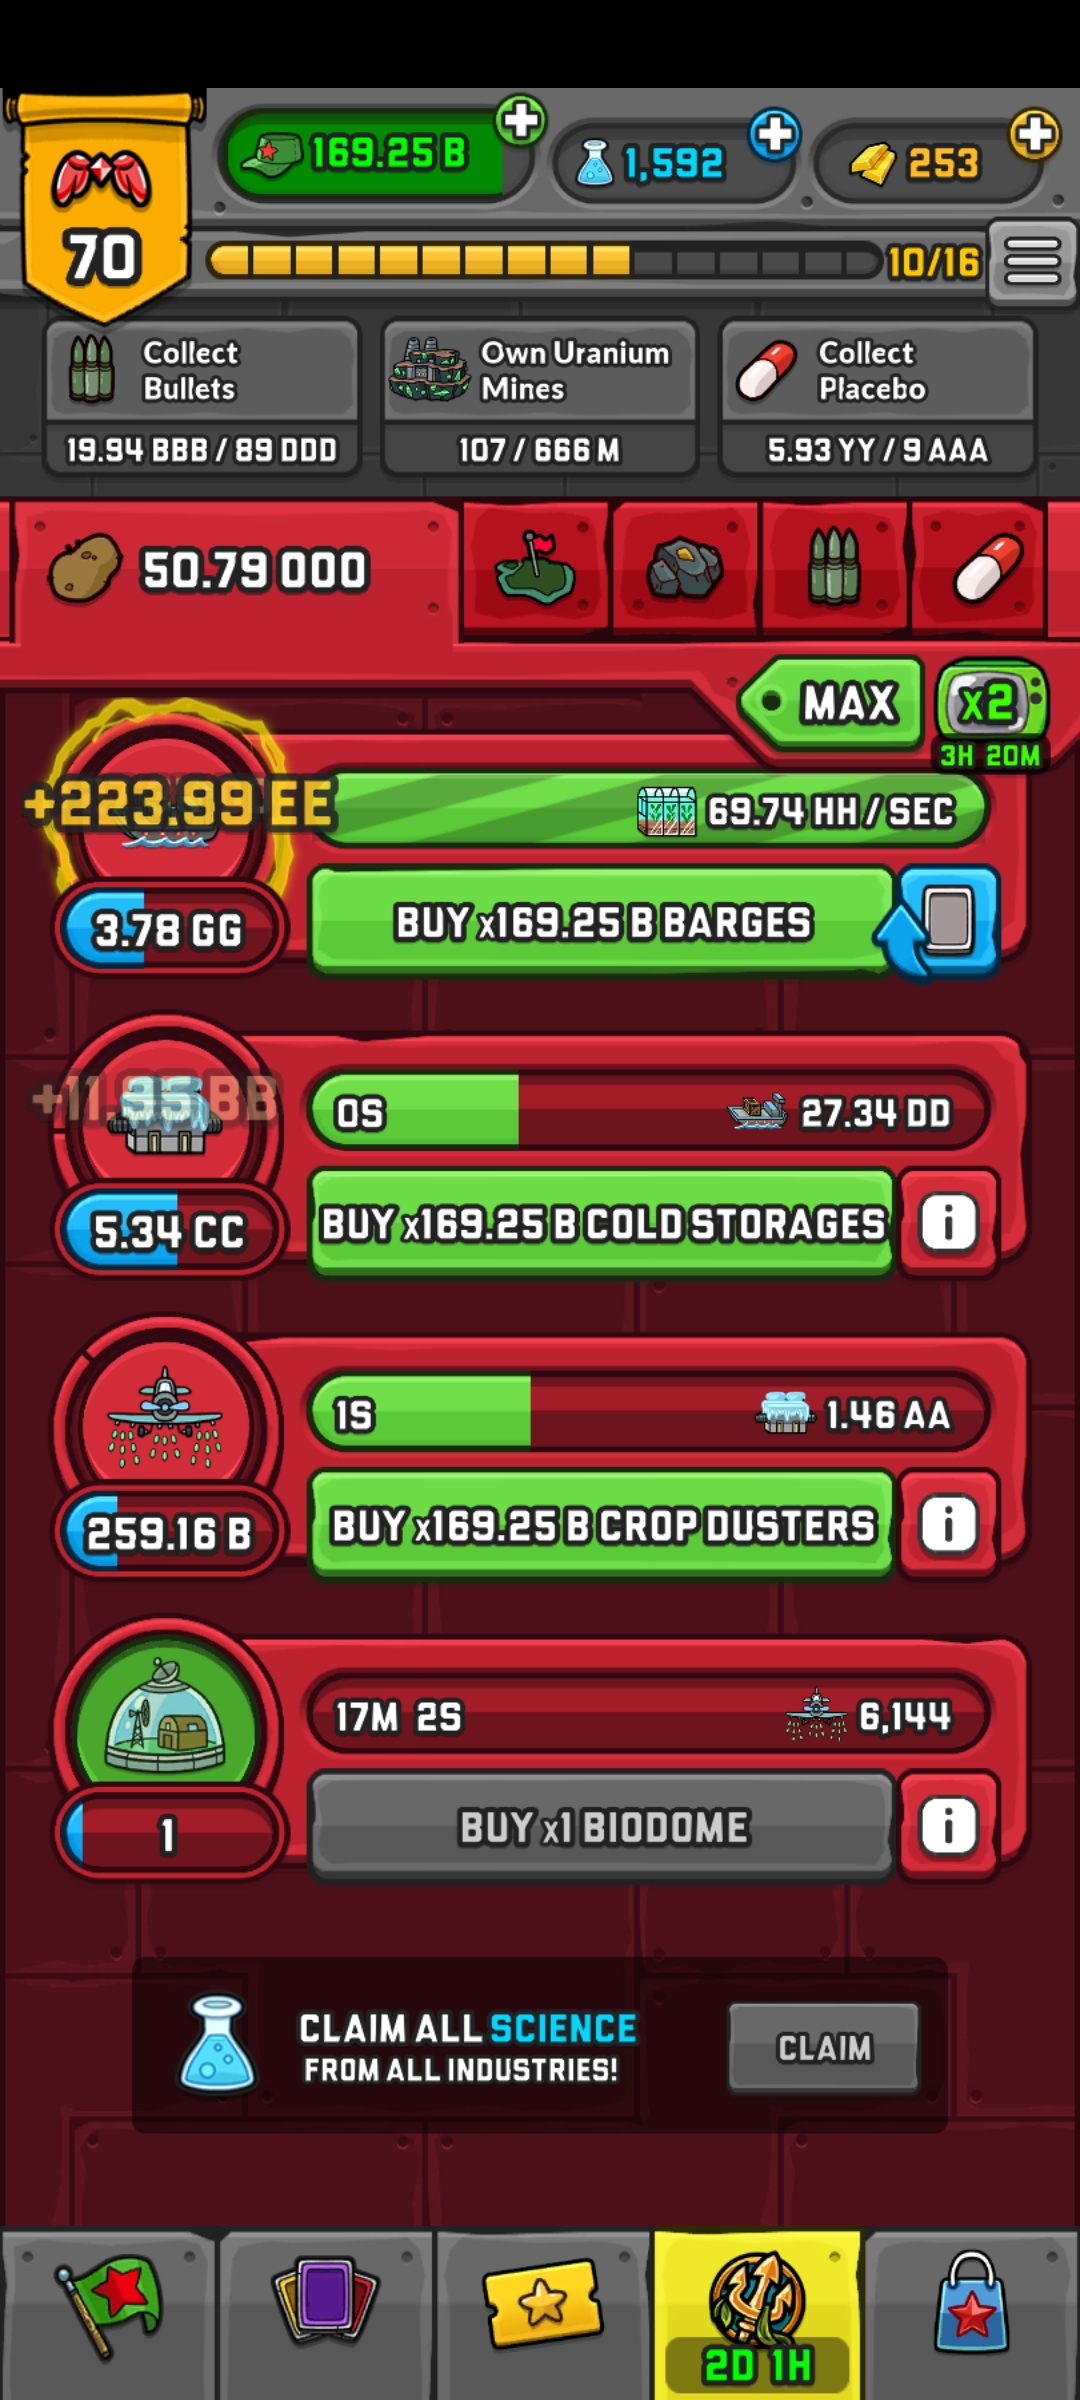 169.25 B
1,592
253
70
10/16
Collect
Bullets
19.94 BBB / 89 DDD
Own Uranium
Mines
107 / 666 M
Collect
Placebo
5.93 YY / 9 AAA
50.79 OOO
MAX
x2
3H 20M
+223.99 EE
69.74 HH / SEC
3.78 GG
BUY x169.25 B BARGES
+11.95 BB
0S
27.34 DD
5.34 CC
BUY x169.25 B COLD STORAGES
i
1S
1.46 AA
259.16 B
BUY x169.25 B CROP DUSTERS
i
17M 2S
6,144
1
BUY x1 BIODOME
i
CLAIM ALL SCIENCE
FROM ALL INDUSTRIES!
CLAIM
2D 1H